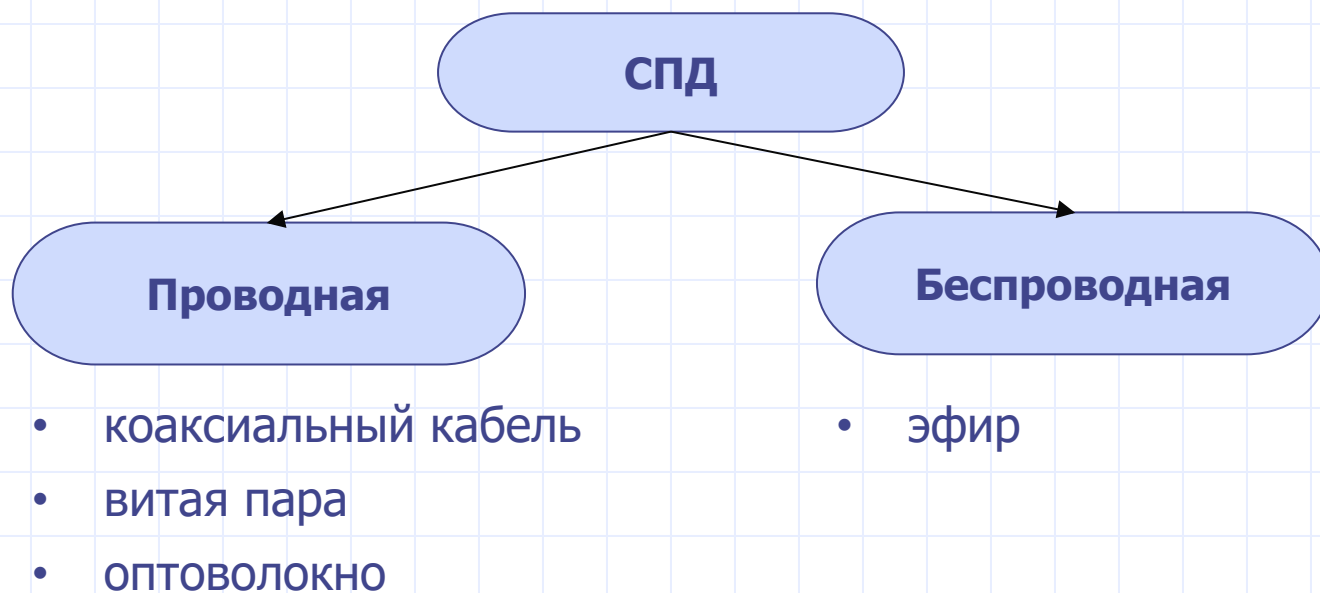 СПД
Проводная
Беспроводная
• коаксиальный кабель
• витая пара
• оптоволокно
• эфир